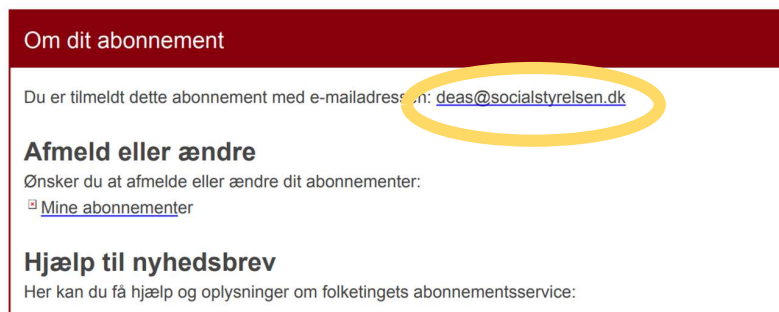 Om dit abonnement
Du er tilmeldt dette abonnement med e-mailadressen: deas@socialstyrelsen.dk
Afmeld eller ændre
Ønsker du at afmelde eller ændre dit abonnementer:
Mine abonnementer
Hjælp til nyhedsbrev
Her kan du få hjælp og oplysninger om folketingets abonnementsservice: